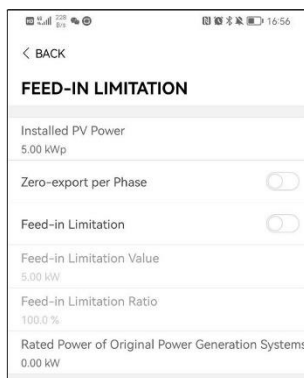 HD 228 B/s 16:56
< BACK
FEED-IN LIMITATION
Installed PV Power
5.00 kWp
Zero-export per Phase
Feed-in Limitation
Feed-in Limitation Value
5.00 kW
Feed-in Limitation Ratio
100.0 %
Rated Power of Original Power Generation Systems
0.00 kW